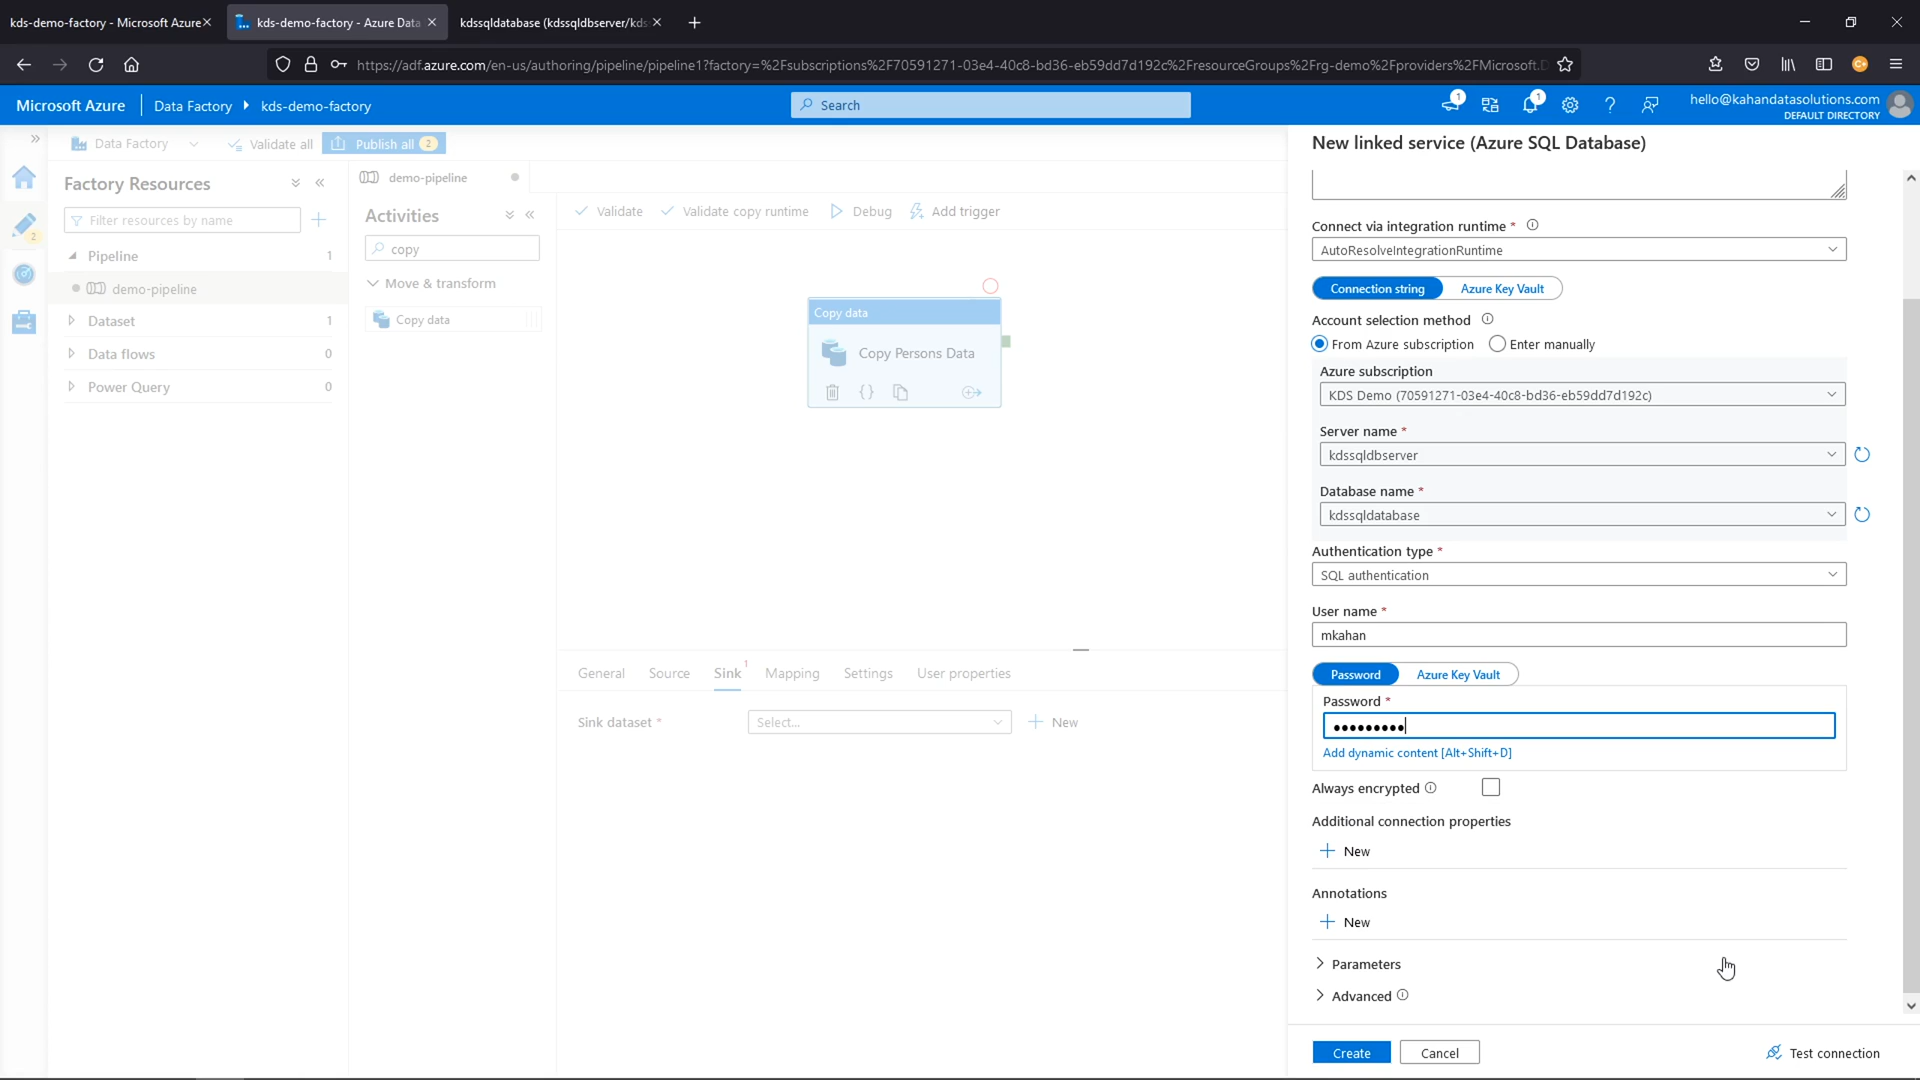 kds-demo-factory - Microsoft Azure
kds-demo-factory - Azure Data
kdssqldatabase (kdssqldbserver/kds
https://adf.azure.com/en-us/authoring/pipeline/pipeline1?factory=%2Fsubscriptions%2F70591271-03e4-40c8-bd36-eb59dd7d192c%2FresourceGroups%2Frg-demo%2Fproviders%2FMicrosoft.D
Microsoft Azure
Data Factory
kds-demo-factory
Search
1
1
hello@kahandatasolutions.com
DEFAULT DIRECTORY
Data Factory
Validate all
Publish all 2
2
Factory Resources
Filter resources by name
Pipeline 1
demo-pipeline
Dataset 1
Data flows 0
Power Query 0
demo-pipeline
Activities
copy
Move & transform
Copy data
Validate
Validate copy runtime
Debug
Add trigger
Copy data
Copy Persons Data
General
Source
Sink 1
Mapping
Settings
User properties
Sink dataset *
Select...
New
New linked service (Azure SQL Database)
Connect via integration runtime *
AutoResolveIntegrationRuntime
Connection string
Azure Key Vault
Account selection method
From Azure subscription
Enter manually
Azure subscription
KDS Demo (70591271-03e4-40c8-bd36-eb59dd7d192c)
Server name *
kdssqldbserver
Database name *
kdssqldatabase
Authentication type *
SQL authentication
User name *
mkahan
Password
Azure Key Vault
Password *
•••••••••
Add dynamic content [Alt+Shift+D]
Always encrypted
Additional connection properties
New
Annotations
New
Parameters
Advanced
Create
Cancel
Test connection